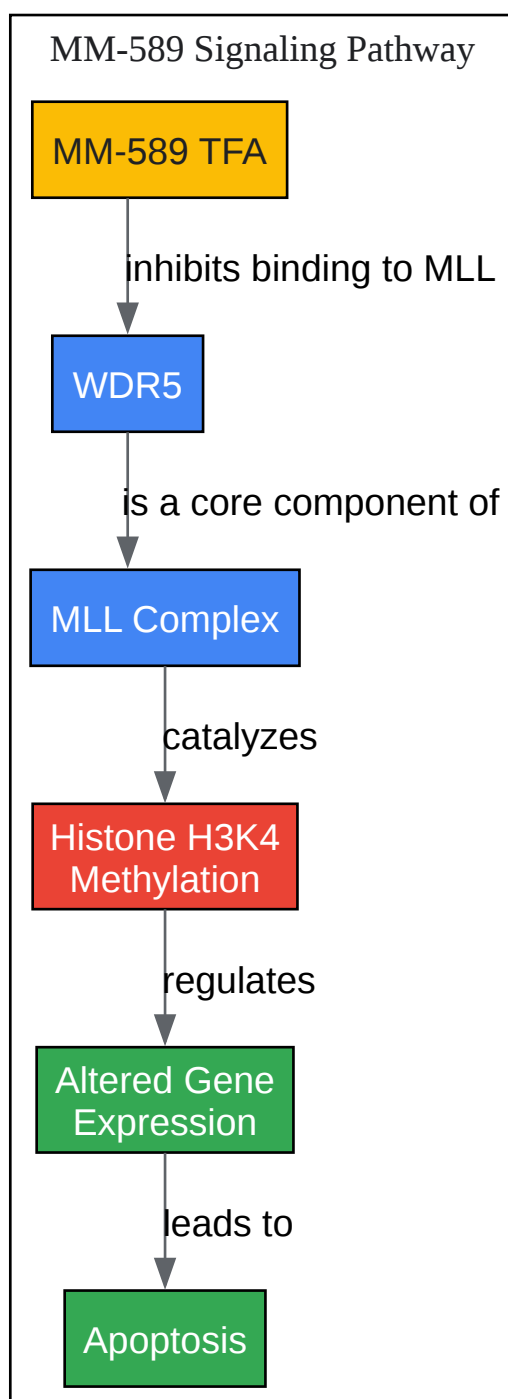 MM-589 Signaling Pathway
MM-589 TFA
inhibits binding to MLL
WDR5
is a core component of
MLL Complex
catalyzes
Histone H3K4
Methylation
regulates
Altered Gene
Expression
leads to
Apoptosis